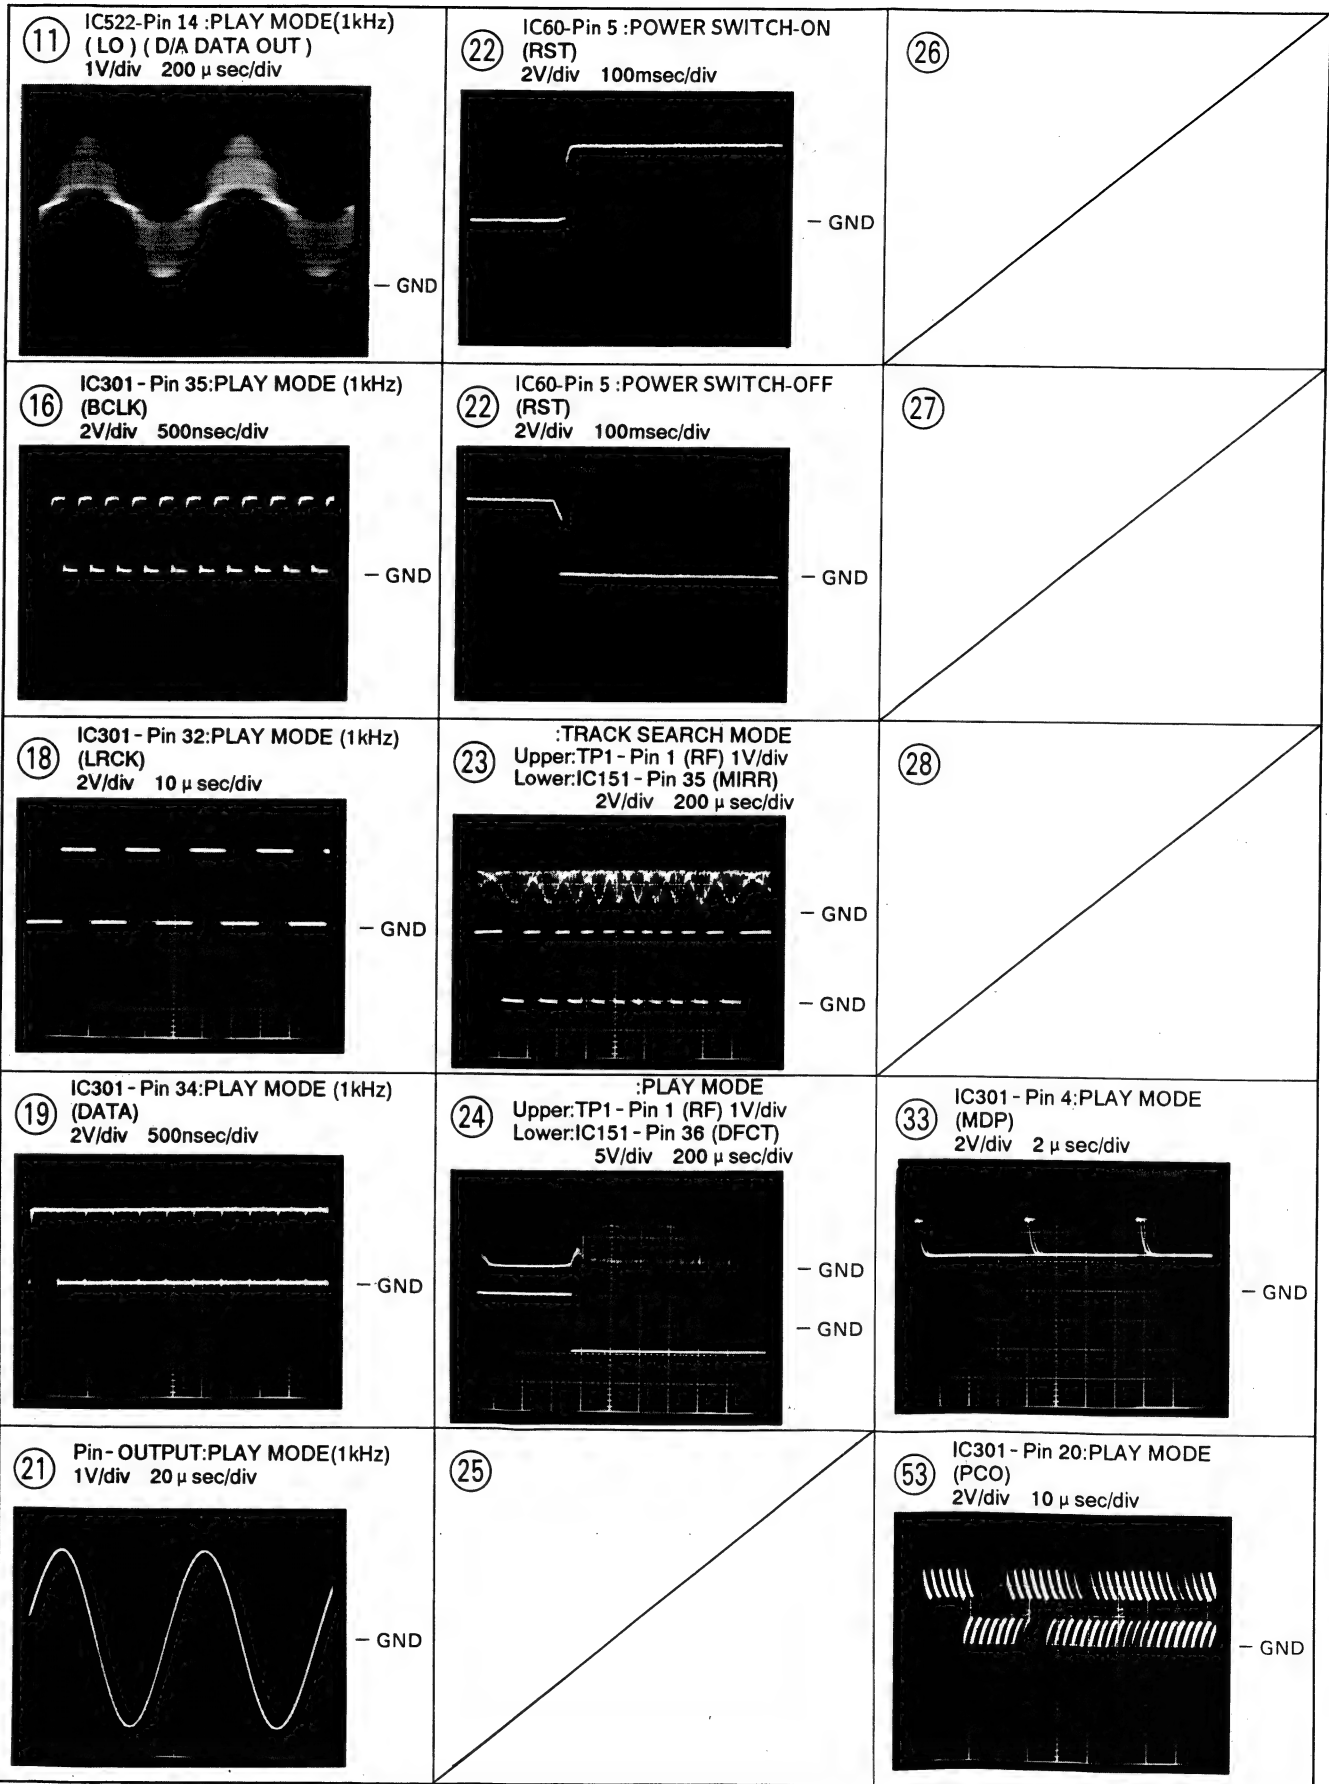 ⑪ IC522-Pin 14 :PLAY MODE(1kHz)
( LO ) ( D/A DATA OUT )
1V/div 200 μ sec/div
– GND
㉒ IC60-Pin 5 :POWER SWITCH-ON
(RST)
2V/div 100msec/div
– GND
㉖
⑯ IC301 - Pin 35:PLAY MODE (1kHz)
(BCLK)
2V/div 500nsec/div
– GND
㉒ IC60-Pin 5 :POWER SWITCH-OFF
(RST)
2V/div 100msec/div
– GND
㉗
⑱ IC301 - Pin 32:PLAY MODE (1kHz)
(LRCK)
2V/div 10 μ sec/div
– GND
㉓ :TRACK SEARCH MODE
Upper:TP1 - Pin 1 (RF) 1V/div
Lower:IC151 - Pin 35 (MIRR)
2V/div 200 μ sec/div
– GND
– GND
㉘
⑲ IC301 - Pin 34:PLAY MODE (1kHz)
(DATA)
2V/div 500nsec/div
– GND
㉔ :PLAY MODE
Upper:TP1 - Pin 1 (RF) 1V/div
Lower:IC151 - Pin 36 (DFCT)
5V/div 200 μ sec/div
– GND
– GND
㉝ IC301 - Pin 4:PLAY MODE
(MDP)
2V/div 2 μ sec/div
– GND
㉑ Pin - OUTPUT:PLAY MODE(1kHz)
1V/div 20 μ sec/div
– GND
㉕
(53) IC301 - Pin 20:PLAY MODE
(PCO)
2V/div 10 μ sec/div
– GND